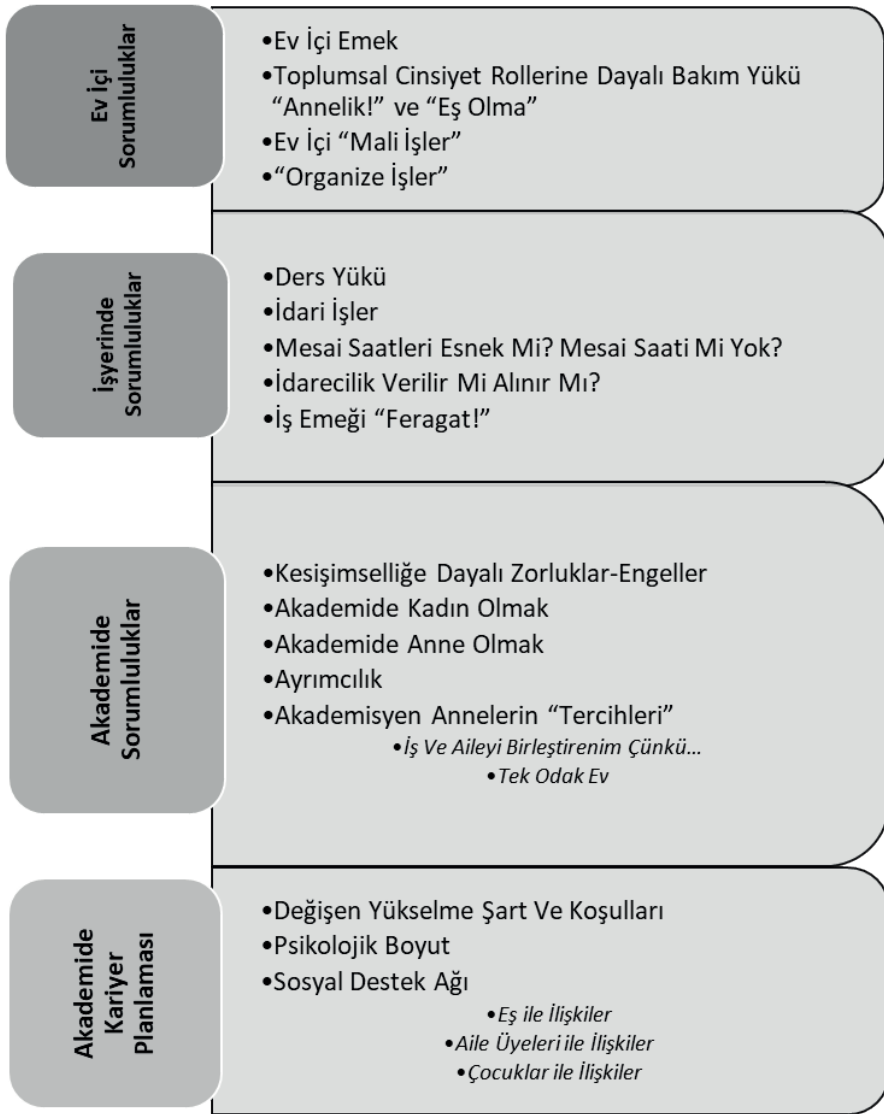 Ev İçi
Sorumluluklar
•Ev İçi Emek
•Toplumsal Cinsiyet Rollerine Dayalı Bakım Yükü
“Annelik!” ve “Eş Olma”
•Ev İçi “Mali İşler”
•“Organize İşler”
İşyerinde
Sorumluluklar
•Ders Yükü
•İdari İşler
•Mesai Saatleri Esnek Mi? Mesai Saati Mi Yok?
•İdarecilik Verilir Mi Alınır Mı?
•İş Emeği “Feragat!”
Akademide
Sorumluluklar
•Kesişimselliğe Dayalı Zorluklar-Engeller
•Akademide Kadın Olmak
•Akademide Anne Olmak
•Ayrımcılık
•Akademisyen Annelerin “Tercihleri”
•İş Ve Aileyi Birleştirenim Çünkü…
•Tek Odak Ev
Akademide
Kariyer
Planlaması
•Değişen Yükselme Şart Ve Koşulları
•Psikolojik Boyut
•Sosyal Destek Ağı
•Eş ile İlişkiler
•Aile Üyeleri ile İlişkiler
•Çocuklar ile İlişkiler